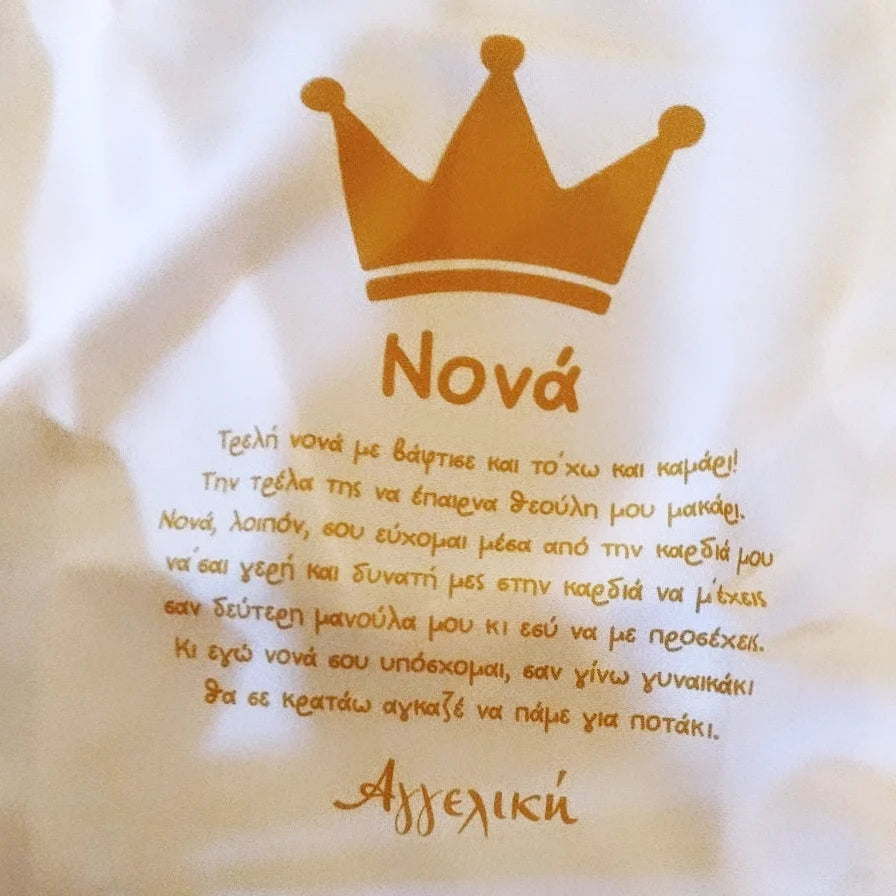 Νονά
Τρελή νονά με βάφτισε και το'χω και καμάρι!
Την τρέλα της να έπαιρνα θεούλη μου μακάρι.
Νονά, λοιπόν, σου εύχομαι μέσα από την καρδιά μου
να'σαι γερή και δυνατή μες στην καρδιά να μ'έχεις
σαν δεύτερη μανούλα μου κι εσύ να με προσέχεις.
Κι εγώ νονά σου υπόσχομαι, σαν γίνω γυναικάκι
θα σε κρατάω αγκαζέ να πάμε για ποτάκι.
Αγγελική